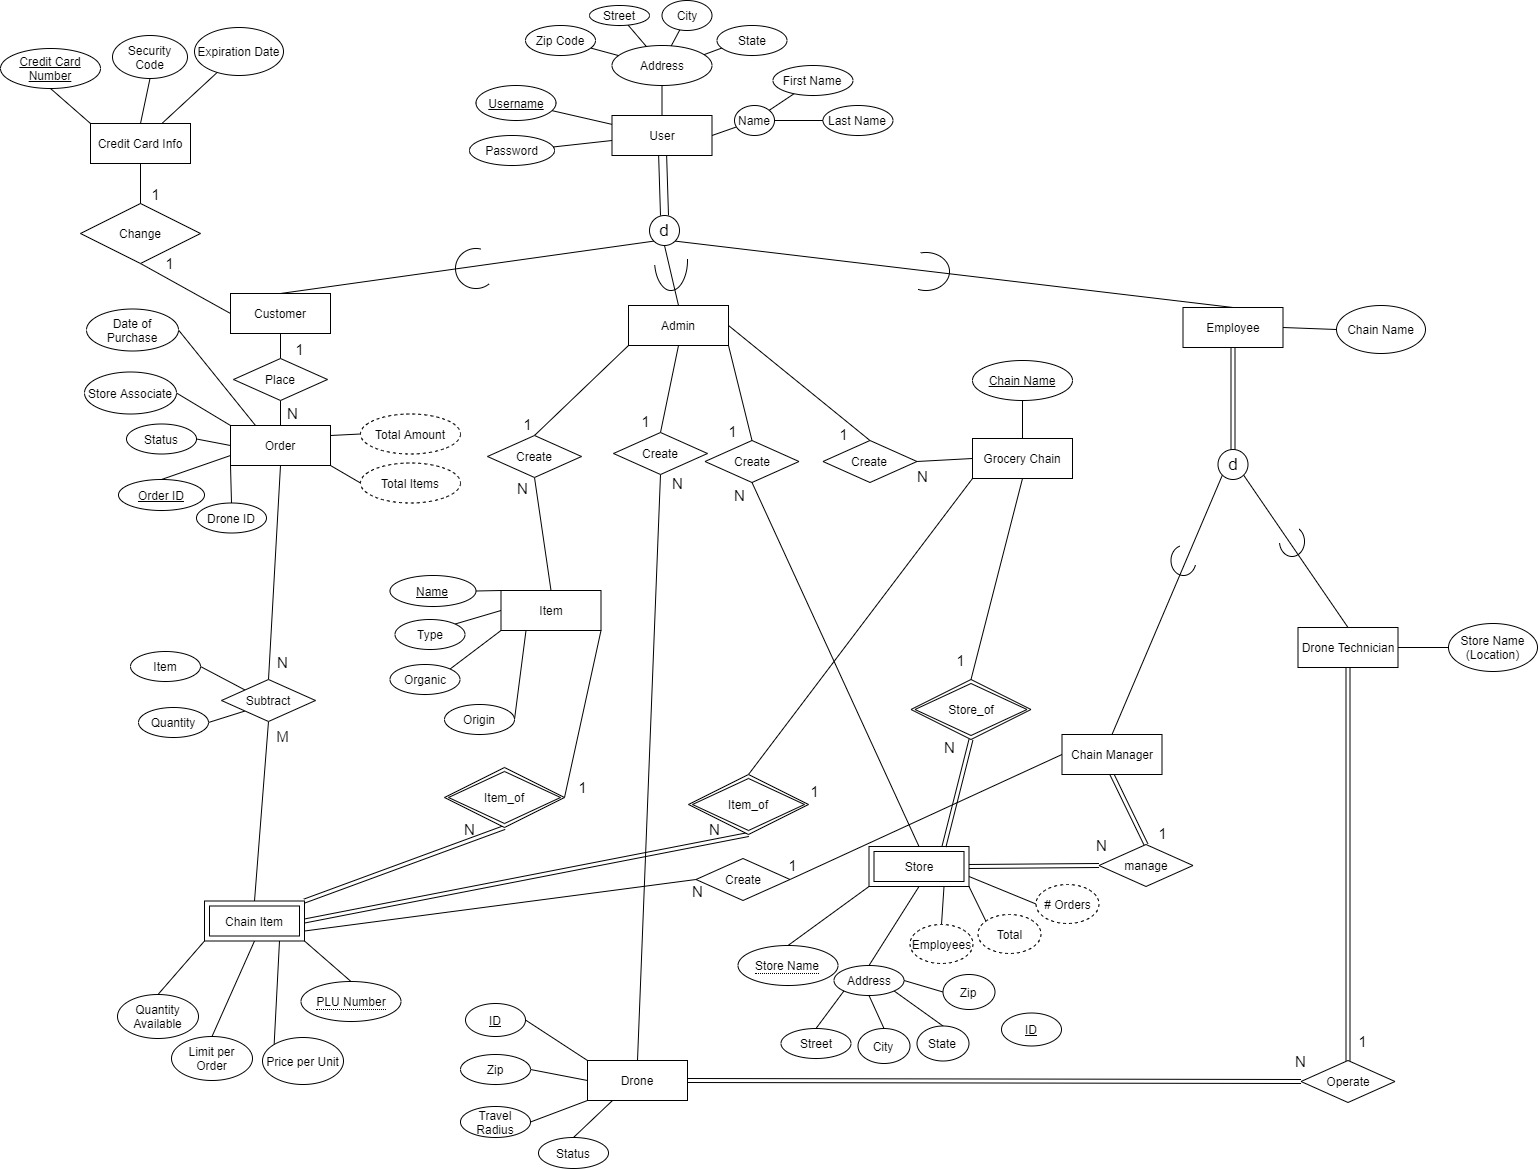 Street
City
Zip Code
State
Address
Credit Card
Number
Security
Code
Expiration Date
First Name
Username
Name
Last Name
User
Password
Credit Card Info
1
Change
1
d
Customer
Admin
Employee
Chain Name
Date of
Purchase
1
Place
N
Store Associate
Chain Name
Status
Order
Total Amount
Total Items
Order ID
Drone ID
1
Create
N
1
Create
N
1
Create
N
1
Create
N
Grocery Chain
d
Name
Item
Type
Organic
Origin
Item
N
Subtract
Quantity
M
1
Store_of
N
Drone Technician
Store Name
(Location)
Chain Manager
Item_of
1
N
Item_of
1
N
Create
1
N
Store
N
1
manage
# Orders
Total
Employees
Store Name
Address
Zip
Street
City
State
ID
Chain Item
Quantity
Available
Limit per
Order
Price per Unit
PLU Number
ID
Zip
Drone
Travel
Radius
Status
N
1
Operate